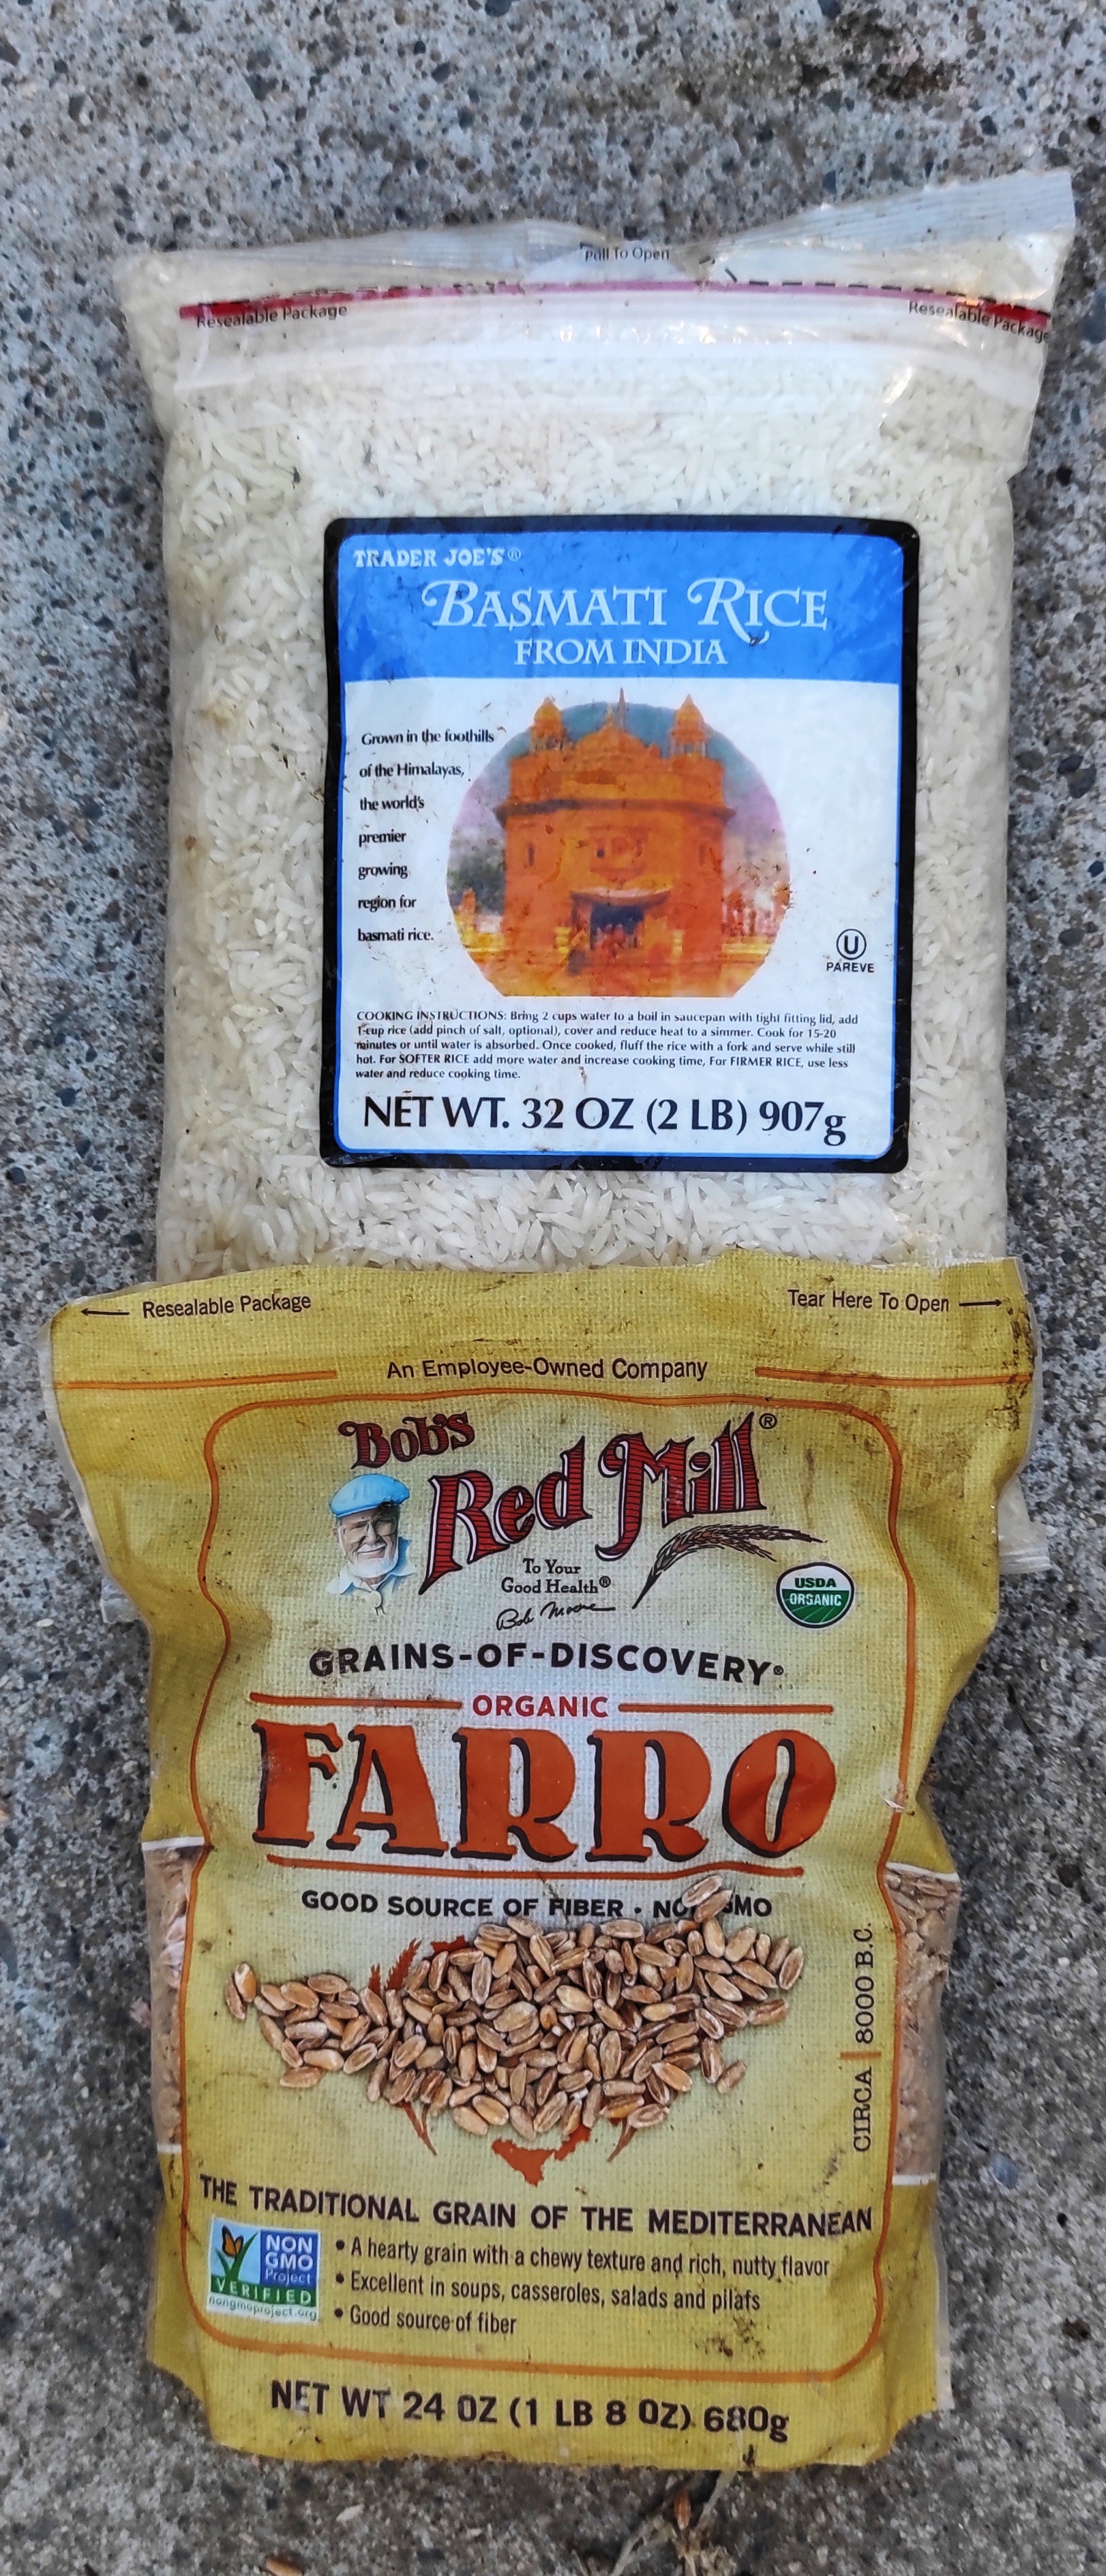 Pull To Open
Resealable Package
Resealable Package
TRADER JOE'S®
BASMATI RICE
FROM INDIA
Grown in the foothills
of the Himalayas,
the world's
premier
growing
region for
basmati rice.
U
PAREVE
COOKING INSTRUCTIONS: Bring 2 cups water to a boil in saucepan with tight fitting lid, add
1 cup rice (add pinch of salt, optional), cover and reduce heat to a simmer. Cook for 15-20
minutes or until water is absorbed. Once cooked, fluff the rice with a fork and serve while still
hot. For SOFTER RICE add more water and increase cooking time, For FIRMER RICE, use less
water and reduce cooking time.
NET WT. 32 OZ (2 LB) 907g
Resealable Package
Tear Here To Open
An Employee-Owned Company
Bob's
Red Mill®
To Your
Good Health®
Bob Moore
USDA
ORGANIC
GRAINS-OF-DISCOVERY®
ORGANIC
FARRO
GOOD SOURCE OF FIBER • NO GMO
CIRCA | 8000 B.C.
THE TRADITIONAL GRAIN OF THE MEDITERRANEAN
NON
GMO
Project
VERIFIED
nongmoproject.org
• A hearty grain with a chewy texture and rich, nutty flavor
• Excellent in soups, casseroles, salads and pilafs
• Good source of fiber
NET WT 24 OZ (1 LB 8 OZ) 680g